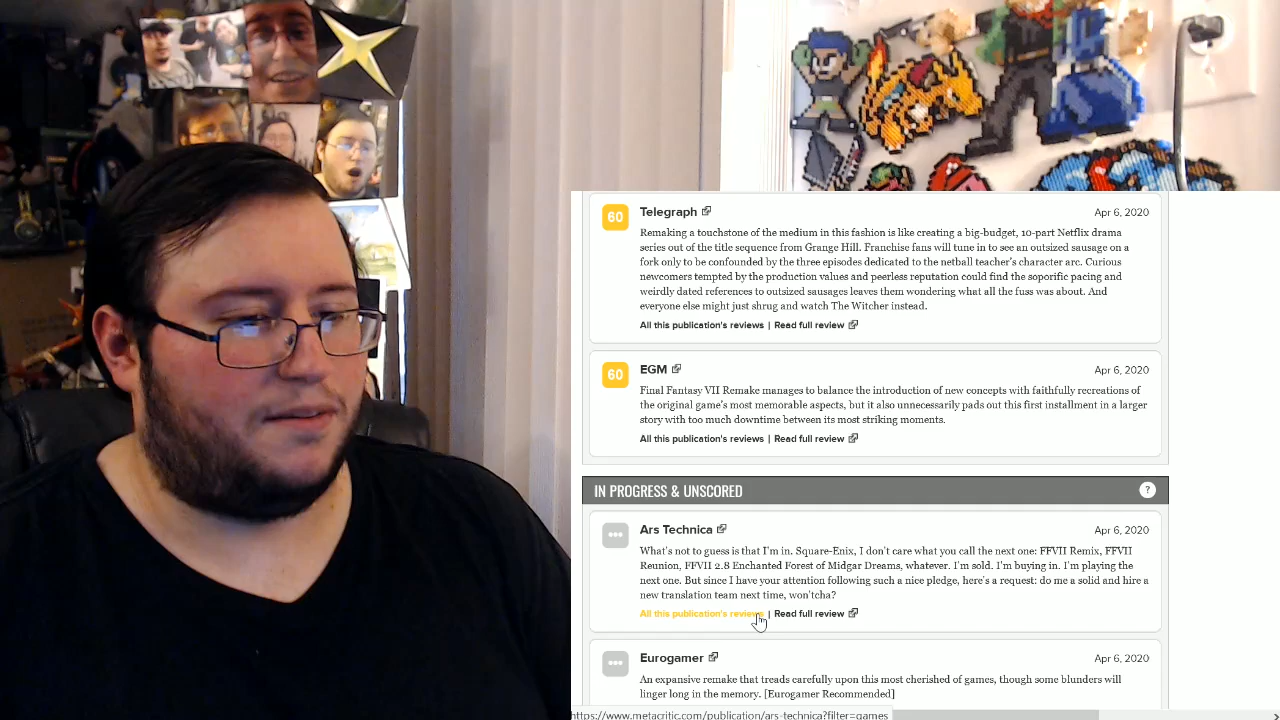 60
Telegraph
Apr 6, 2020
Remaking a touchstone of the medium in this fashion is like creating a big-budget, 10-part Netflix drama
series out of the title sequence from Grange Hill. Franchise fans will tune in to see an outsized sausage on a
fork only to be confounded by the three episodes dedicated to the netball teacher's character arc. Curious
newcomers tempted by the production values and peerless reputation could find the soporific pacing and
weirdly dated references to outsized sausages leaves them wondering what all the fuss was about. And
everyone else might just shrug and watch The Witcher instead.
All this publication's reviews | Read full review
60
EGM
Apr 6, 2020
Final Fantasy VII Remake manages to balance the introduction of new concepts with faithfully recreations of
the original game's most memorable aspects, but it also unnecessarily pads out this first installment in a larger
story with too much downtime between its most striking moments.
All this publication's reviews | Read full review
IN PROGRESS & UNSCORED
?
Ars Technica
Apr 6, 2020
What's not to guess is that I'm in. Square-Enix, I don't care what you call the next one: FFVII Remix, FFVII
Reunion, FFVII 2.8 Enchanted Forest of Midgar Dreams, whatever. I'm sold. I'm buying in. I'm playing the
next one. But since I have your attention following such a nice pledge, here's a request: do me a solid and hire a
new translation team next time, won'tcha?
All this publication's reviews | Read full review
Eurogamer
Apr 6, 2020
An expansive remake that treads carefully upon this most cherished of games, though some blunders will
linger long in the memory. [Eurogamer Recommended]
https://www.metacritic.com/publication/ars-technica?filter=games